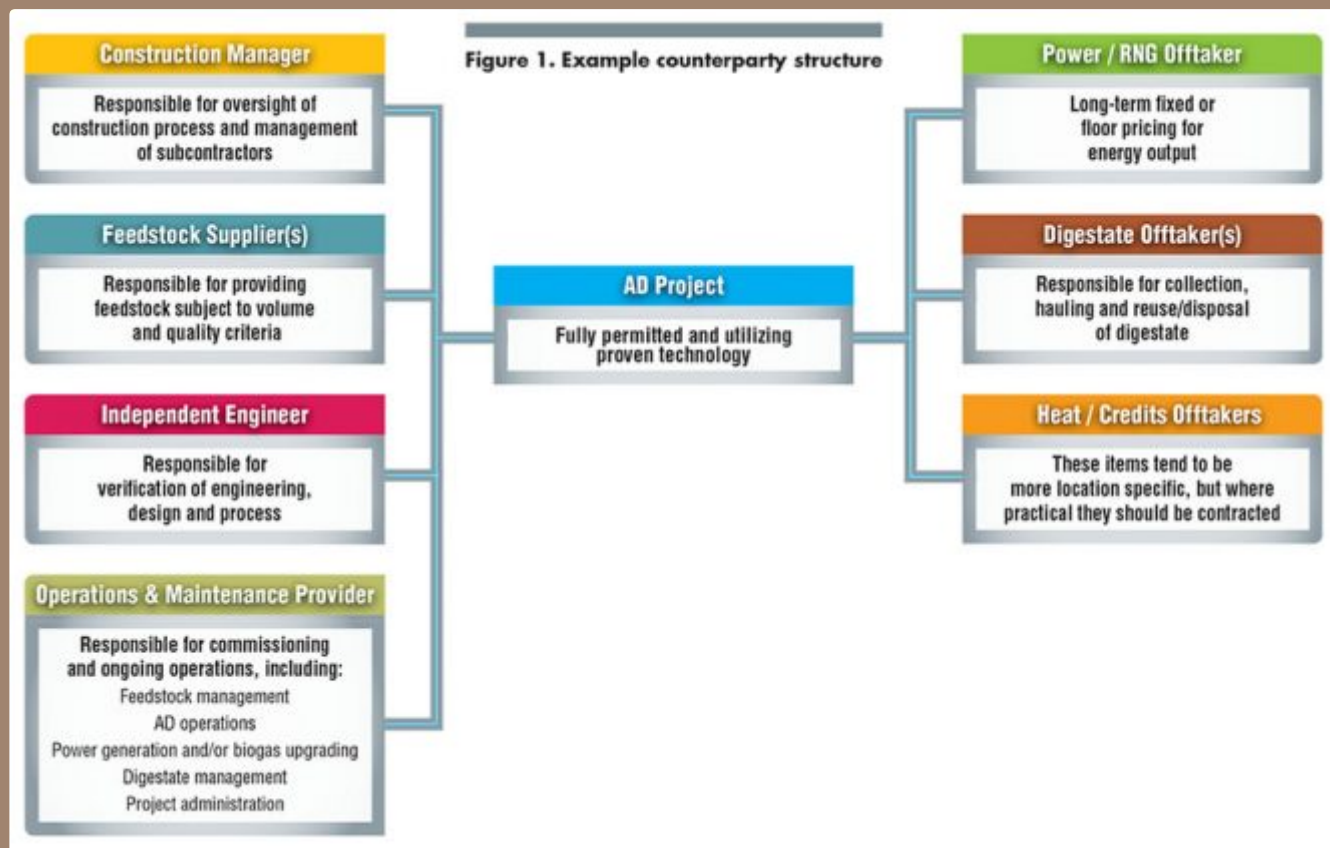 Figure 1. Example counterparty structure
Construction Manager
Responsible for oversight of
construction process and management
of subcontractors
Feedstock Supplier(s)
Responsible for providing
feedstock subject to volume
and quality criteria
Independent Engineer
Responsible for
verification of engineering,
design and process
Operations & Maintenance Provider
Responsible for commissioning
and ongoing operations, including:
Feedstock management
AD operations
Power generation and/or biogas upgrading
Digestate management
Project administration
AD Project
Fully permitted and utilizing
proven technology
Power / RNG Offtaker
Long-term fixed or
floor pricing for
energy output
Digestate Offtaker(s)
Responsible for collection,
hauling and reuse/disposal
of digestate
Heat / Credits Offtakers
These items tend to be
more location specific, but where
practical they should be contracted